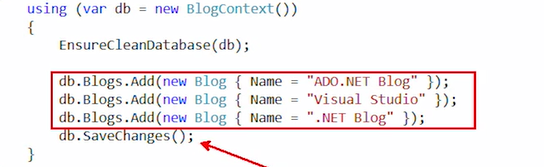 using (var db = new BlogContext())
{
EnsureCleanDatabase(db);
db.Blogs.Add(new Blog { Name = "ADO.NET Blog" });
db.Blogs.Add(new Blog { Name = "Visual Studio" });
db.Blogs.Add(new Blog { Name = ".NET Blog" });
db.SaveChanges();
}